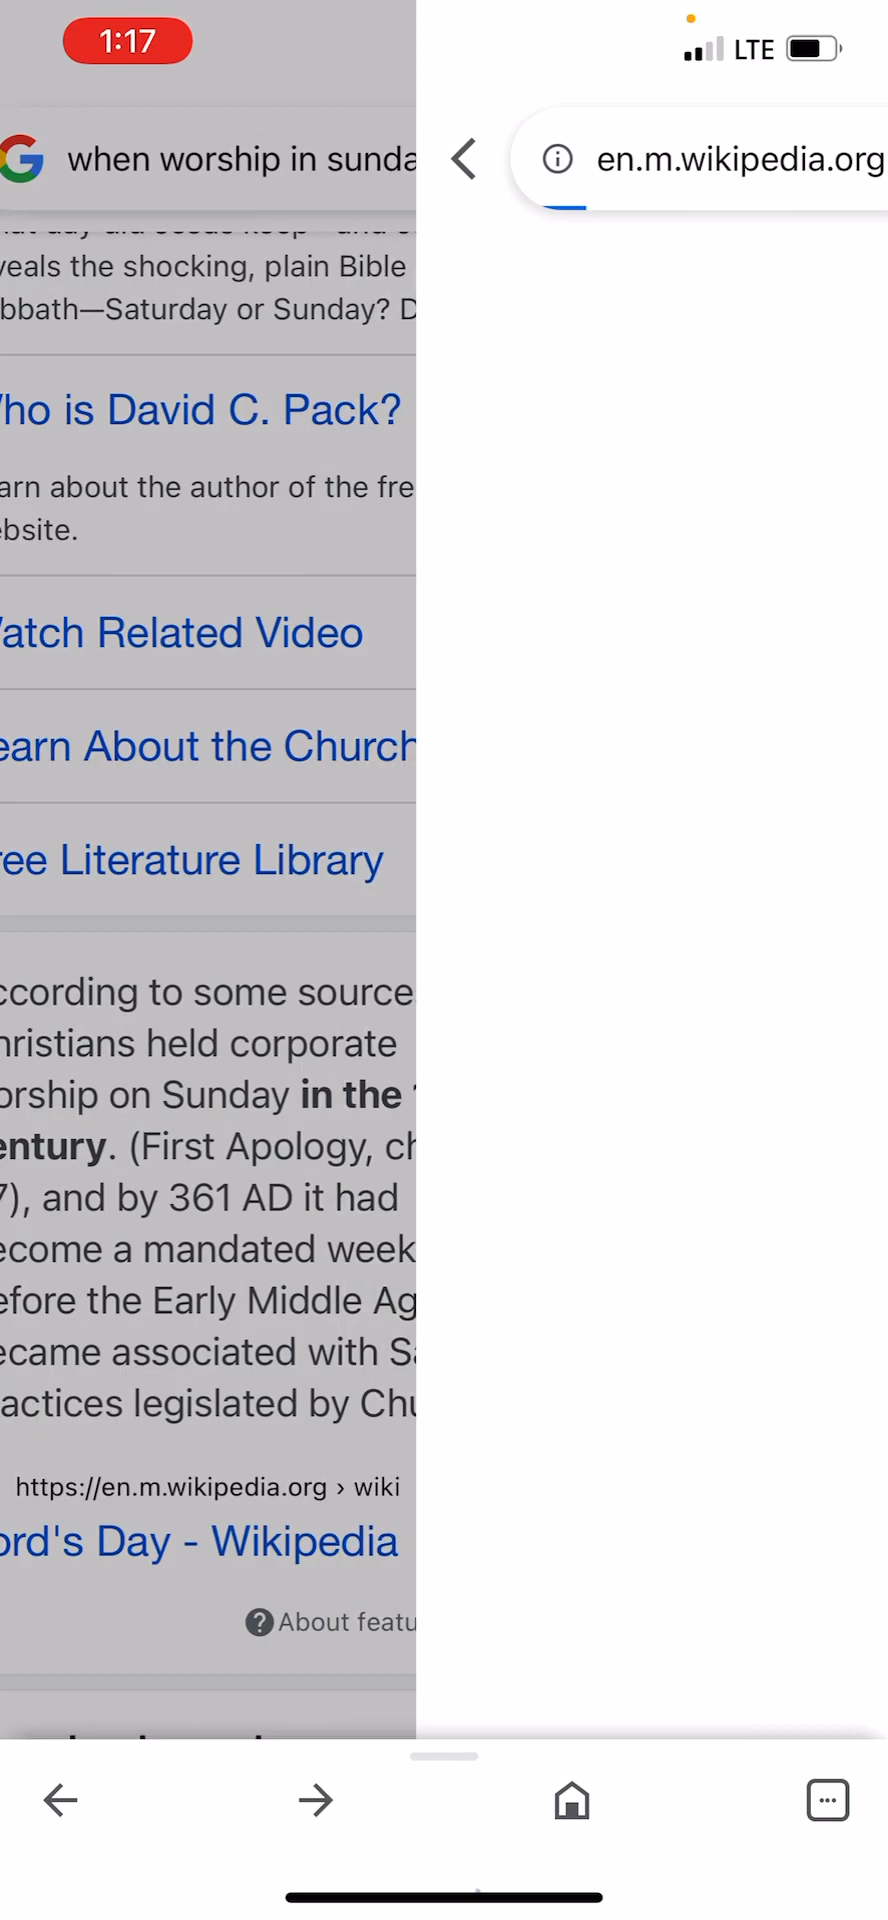 1:17
LTE
when worship in sunda
en.m.wikipedia.org
veals the shocking, plain Bible
bbath—Saturday or Sunday? D
ho is David C. Pack?
arn about the author of the fre
bsite.
atch Related Video
earn About the Church
ree Literature Library
ccording to some source
hristians held corporate
orship on Sunday in the
entury. (First Apology, ch
7), and by 361 AD it had
ecome a mandated week
efore the Early Middle Ag
ecame associated with Sa
actices legislated by Chu
https://en.m.wikipedia.org › wiki
ord's Day - Wikipedia
About featu